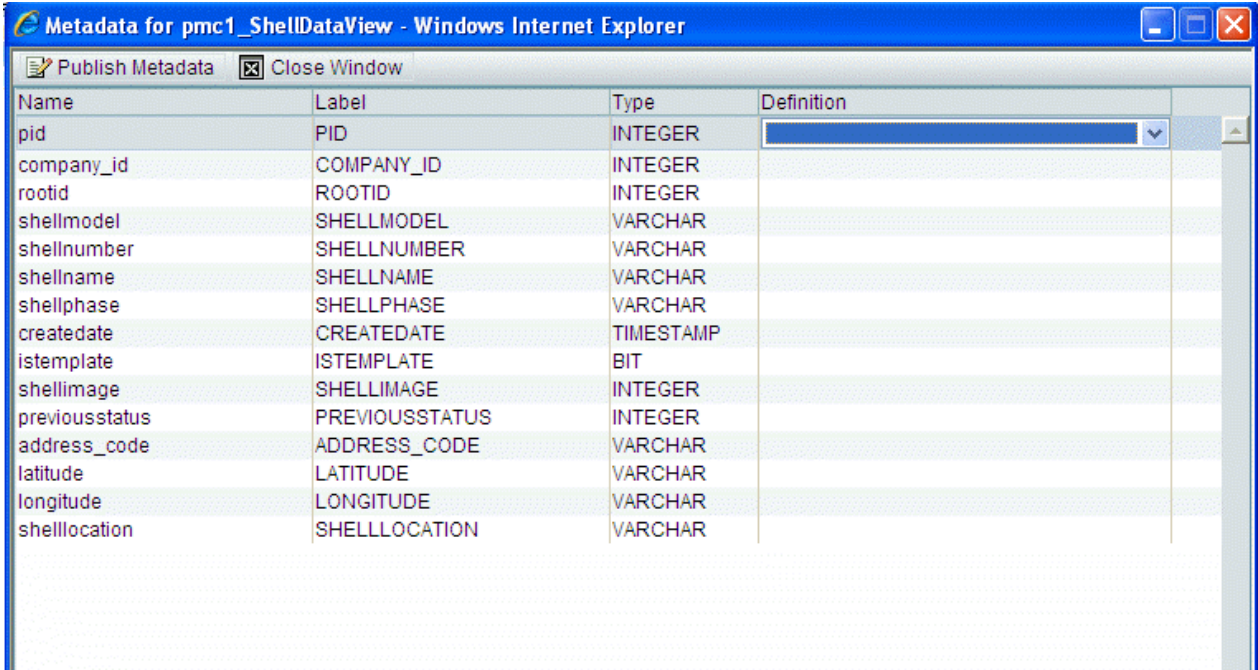 Metadata for pmc1_ShellDataView - Windows Internet Explorer
Publish Metadata Close Window
Name Label Type Definition
pid PID INTEGER
company_id COMPANY_ID INTEGER
rootid ROOTID INTEGER
shellmodel SHELLMODEL VARCHAR
shellnumber SHELLNUMBER VARCHAR
shellname SHELLNAME VARCHAR
shellphase SHELLPHASE VARCHAR
createdate CREATEDATE TIMESTAMP
istemplate ISTEMPLATE BIT
shellimage SHELLIMAGE INTEGER
previousstatus PREVIOUSSTATUS INTEGER
address_code ADDRESS_CODE VARCHAR
latitude LATITUDE VARCHAR
longitude LONGITUDE VARCHAR
shelllocation SHELLLOCATION VARCHAR